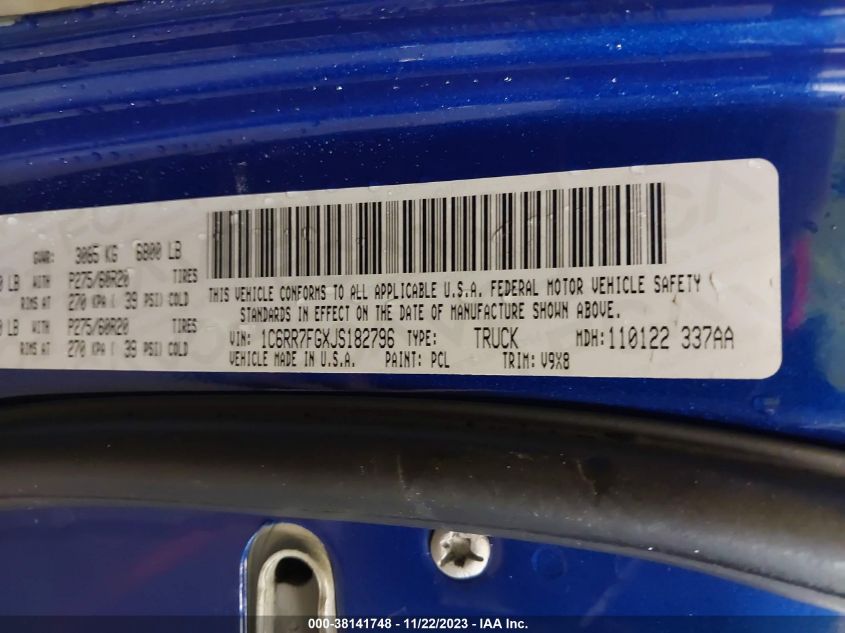 GVWR: 3085 KG 6800 LB
LB WITH P275/60R20 TIRES
RIMS AT 270 KPA ( 39 PSI) COLD
LB WITH P275/60R20 TIRES
RIMS AT 270 KPA ( 39 PSI) COLD
THIS VEHICLE CONFORMS TO ALL APPLICABLE U.S.A. FEDERAL MOTOR VEHICLE SAFETY
STANDARDS IN EFFECT ON THE DATE OF MANUFACTURE SHOWN ABOVE.
VIN: 1C6RR7FGXJS182796 TYPE: TRUCK MDH: 110122 337AA
VEHICLE MADE IN U.S.A. PAINT: PCL TRIM: V9X8
000-38141748 - 11/22/2023 - IAA Inc.